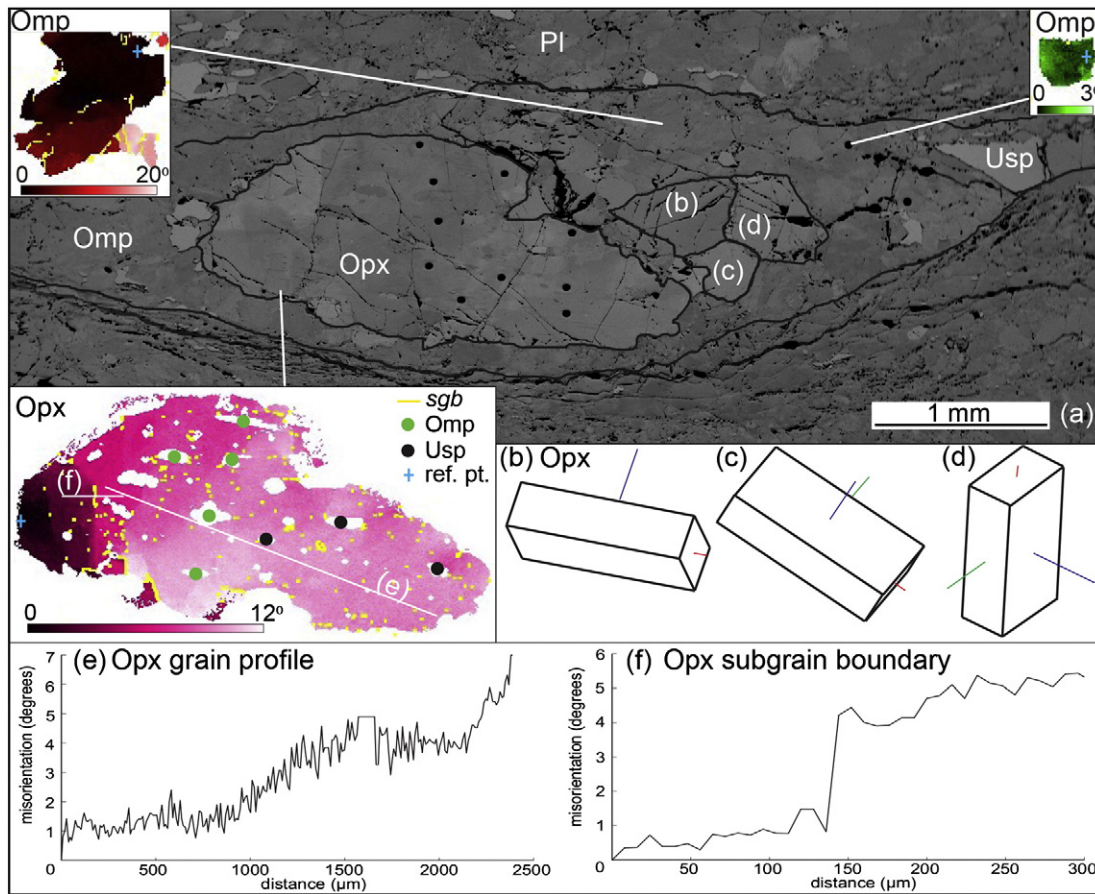 Omp
0 20°
Pl
Omp
0 3°
Usp
(b)
(d)
(c)
Omp
Opx
1 mm
(a)
Opx
sgb
Omp
Usp
ref. pt.
(f)
(e)
0 12°
(b) Opx
(c)
(d)
(e) Opx grain profile
misorientation (degrees)
7
6
5
4
3
2
1
0
500 1000 1500 2000 2500
distance (µm)
(f) Opx subgrain boundary
misorientation (degrees)
6
5
4
3
2
1
0
50 100 150 200 250 300
distance (µm)